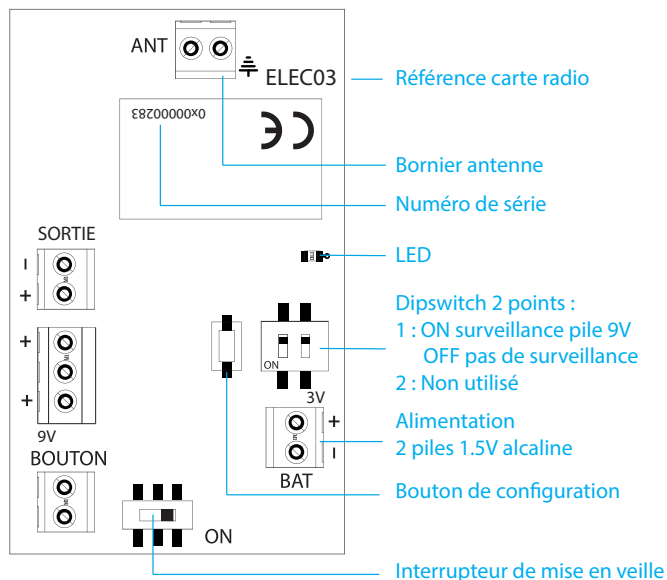 ANT
ELEC03
Référence carte radio
0x00000283
CE
Bornier antenne
Numéro de série
SORTIE
-
+
LED
Dipswitch 2 points :
1 : ON surveillance pile 9V
OFF pas de surveillance
2 : Non utilisé
ON
3V
+
+
9V
Alimentation
2 piles 1.5V alcaline
+
-
BAT
BOUTON
Bouton de configuration
ON
Interrupteur de mise en veille